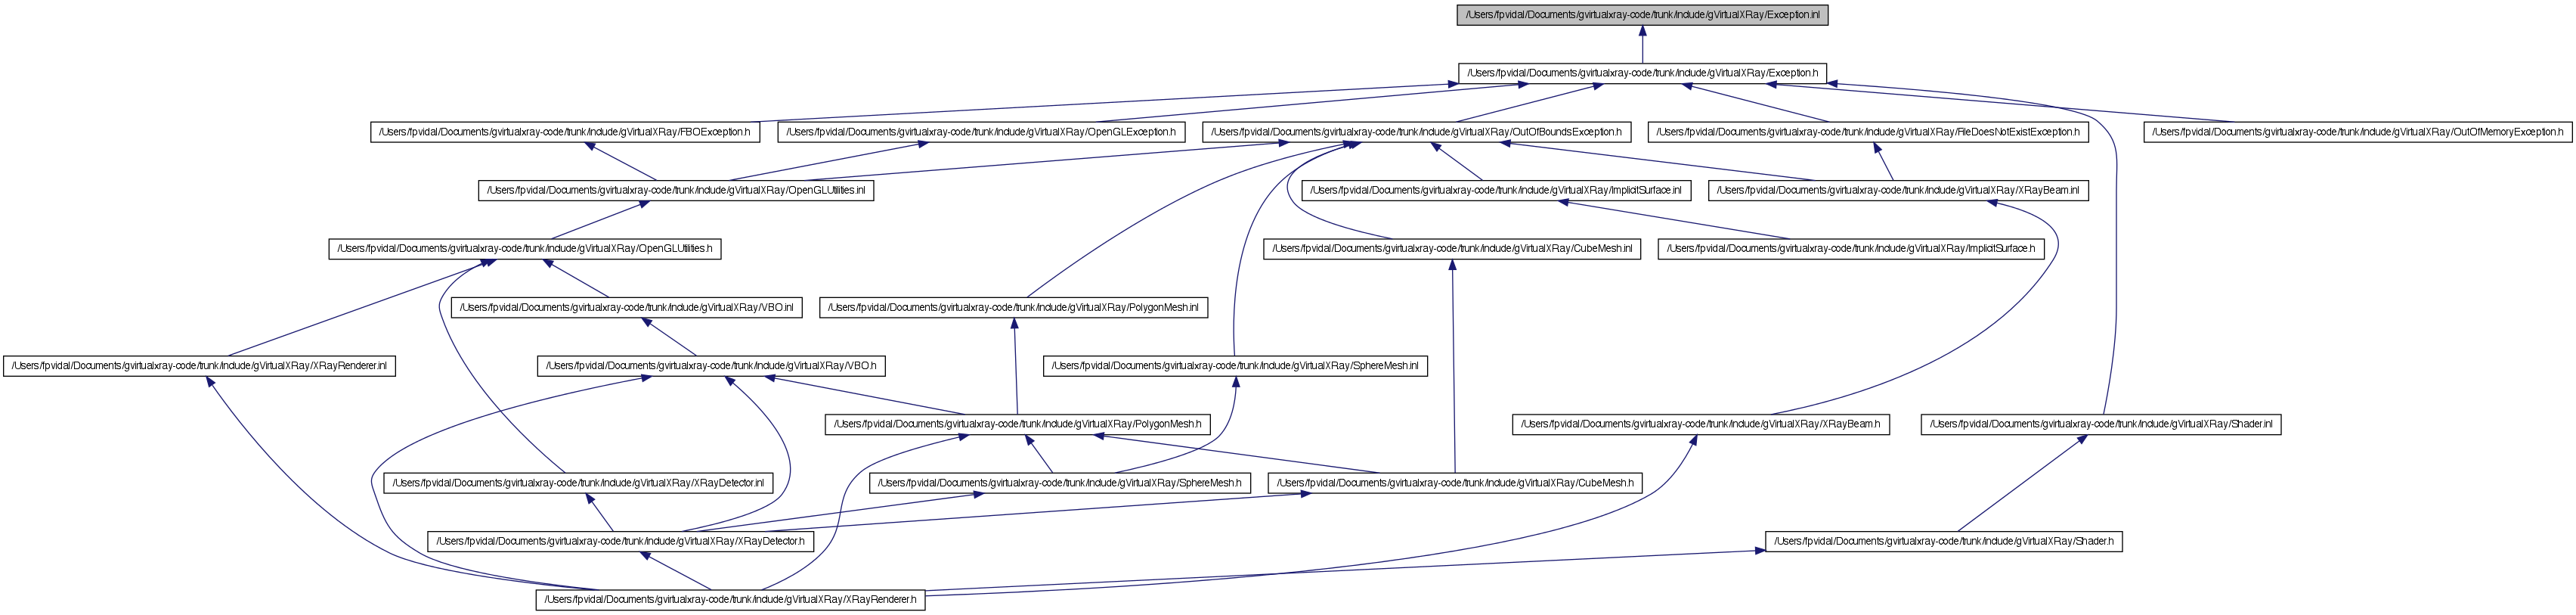 /Users/fpvidal/Documents/gvirtualxray-code/trunk/include/gVirtualXRay/Exception.inl
/Users/fpvidal/Documents/gvirtualxray-code/trunk/include/gVirtualXRay/Exception.h
/Users/fpvidal/Documents/gvirtualxray-code/trunk/include/gVirtualXRay/FBOException.h
/Users/fpvidal/Documents/gvirtualxray-code/trunk/include/gVirtualXRay/OpenGLException.h
/Users/fpvidal/Documents/gvirtualxray-code/trunk/include/gVirtualXRay/OutOfBoundsException.h
/Users/fpvidal/Documents/gvirtualxray-code/trunk/include/gVirtualXRay/FileDoesNotExistException.h
/Users/fpvidal/Documents/gvirtualxray-code/trunk/include/gVirtualXRay/OutOfMemoryException.h
/Users/fpvidal/Documents/gvirtualxray-code/trunk/include/gVirtualXRay/OpenGLUtilities.inl
/Users/fpvidal/Documents/gvirtualxray-code/trunk/include/gVirtualXRay/ImplicitSurface.inl
/Users/fpvidal/Documents/gvirtualxray-code/trunk/include/gVirtualXRay/XRayBeam.inl
/Users/fpvidal/Documents/gvirtualxray-code/trunk/include/gVirtualXRay/OpenGLUtilities.h
/Users/fpvidal/Documents/gvirtualxray-code/trunk/include/gVirtualXRay/CubeMesh.inl
/Users/fpvidal/Documents/gvirtualxray-code/trunk/include/gVirtualXRay/ImplicitSurface.h
/Users/fpvidal/Documents/gvirtualxray-code/trunk/include/gVirtualXRay/VBO.inl
/Users/fpvidal/Documents/gvirtualxray-code/trunk/include/gVirtualXRay/PolygonMesh.inl
/Users/fpvidal/Documents/gvirtualxray-code/trunk/include/gVirtualXRay/XRayRenderer.inl
/Users/fpvidal/Documents/gvirtualxray-code/trunk/include/gVirtualXRay/VBO.h
/Users/fpvidal/Documents/gvirtualxray-code/trunk/include/gVirtualXRay/SphereMesh.inl
/Users/fpvidal/Documents/gvirtualxray-code/trunk/include/gVirtualXRay/PolygonMesh.h
/Users/fpvidal/Documents/gvirtualxray-code/trunk/include/gVirtualXRay/XRayBeam.h
/Users/fpvidal/Documents/gvirtualxray-code/trunk/include/gVirtualXRay/Shader.inl
/Users/fpvidal/Documents/gvirtualxray-code/trunk/include/gVirtualXRay/XRayDetector.inl
/Users/fpvidal/Documents/gvirtualxray-code/trunk/include/gVirtualXRay/SphereMesh.h
/Users/fpvidal/Documents/gvirtualxray-code/trunk/include/gVirtualXRay/CubeMesh.h
/Users/fpvidal/Documents/gvirtualxray-code/trunk/include/gVirtualXRay/XRayDetector.h
/Users/fpvidal/Documents/gvirtualxray-code/trunk/include/gVirtualXRay/Shader.h
/Users/fpvidal/Documents/gvirtualxray-code/trunk/include/gVirtualXRay/XRayRenderer.h